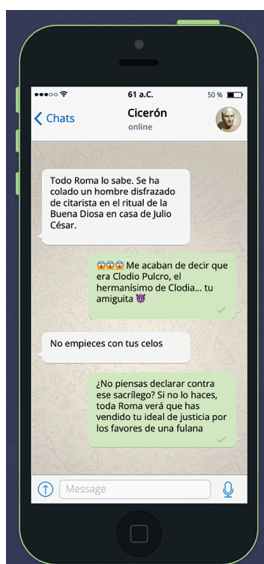 61 a.C.
50 %
Chats
Cicerón
online
Todo Roma lo sabe. Se ha
colado un hombre disfrazado
de citarista en el ritual de la
Buena Diosa en casa de Julio
César.
😱😱😱 Me acaban de decir que
era Clodio Pulcro, el
hermanísimo de Clodia... tu
amiguita 😈
No empieces con tus celos
¿No piensas declarar contra
ese sacrílego? Si no lo haces,
toda Roma verá que has
vendido tu ideal de justicia por
los favores de una fulana
Message